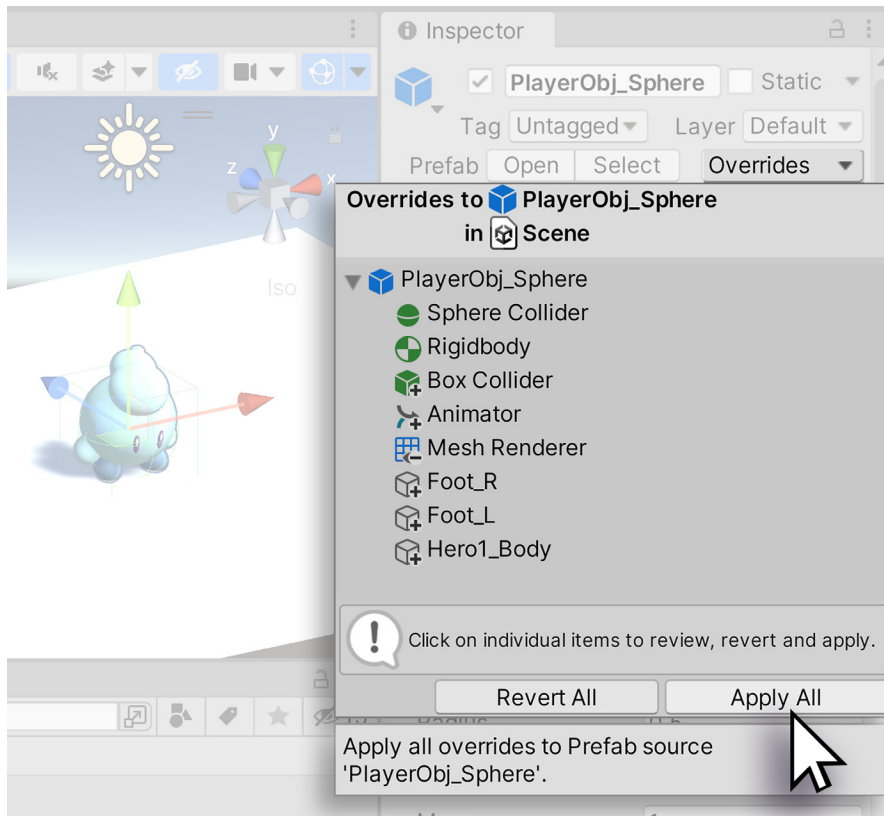 Inspector
PlayerObj_Sphere
Static
Tag Untagged Layer Default
Prefab Open Select Overrides
y
z
x
Iso
Overrides to PlayerObj_Sphere
in Scene
PlayerObj_Sphere
Sphere Collider
Rigidbody
Box Collider
Animator
Mesh Renderer
Foot_R
Foot_L
Hero1_Body
Click on individual items to review, revert and apply.
Revert All Apply All
Apply all overrides to Prefab source
'PlayerObj_Sphere'.